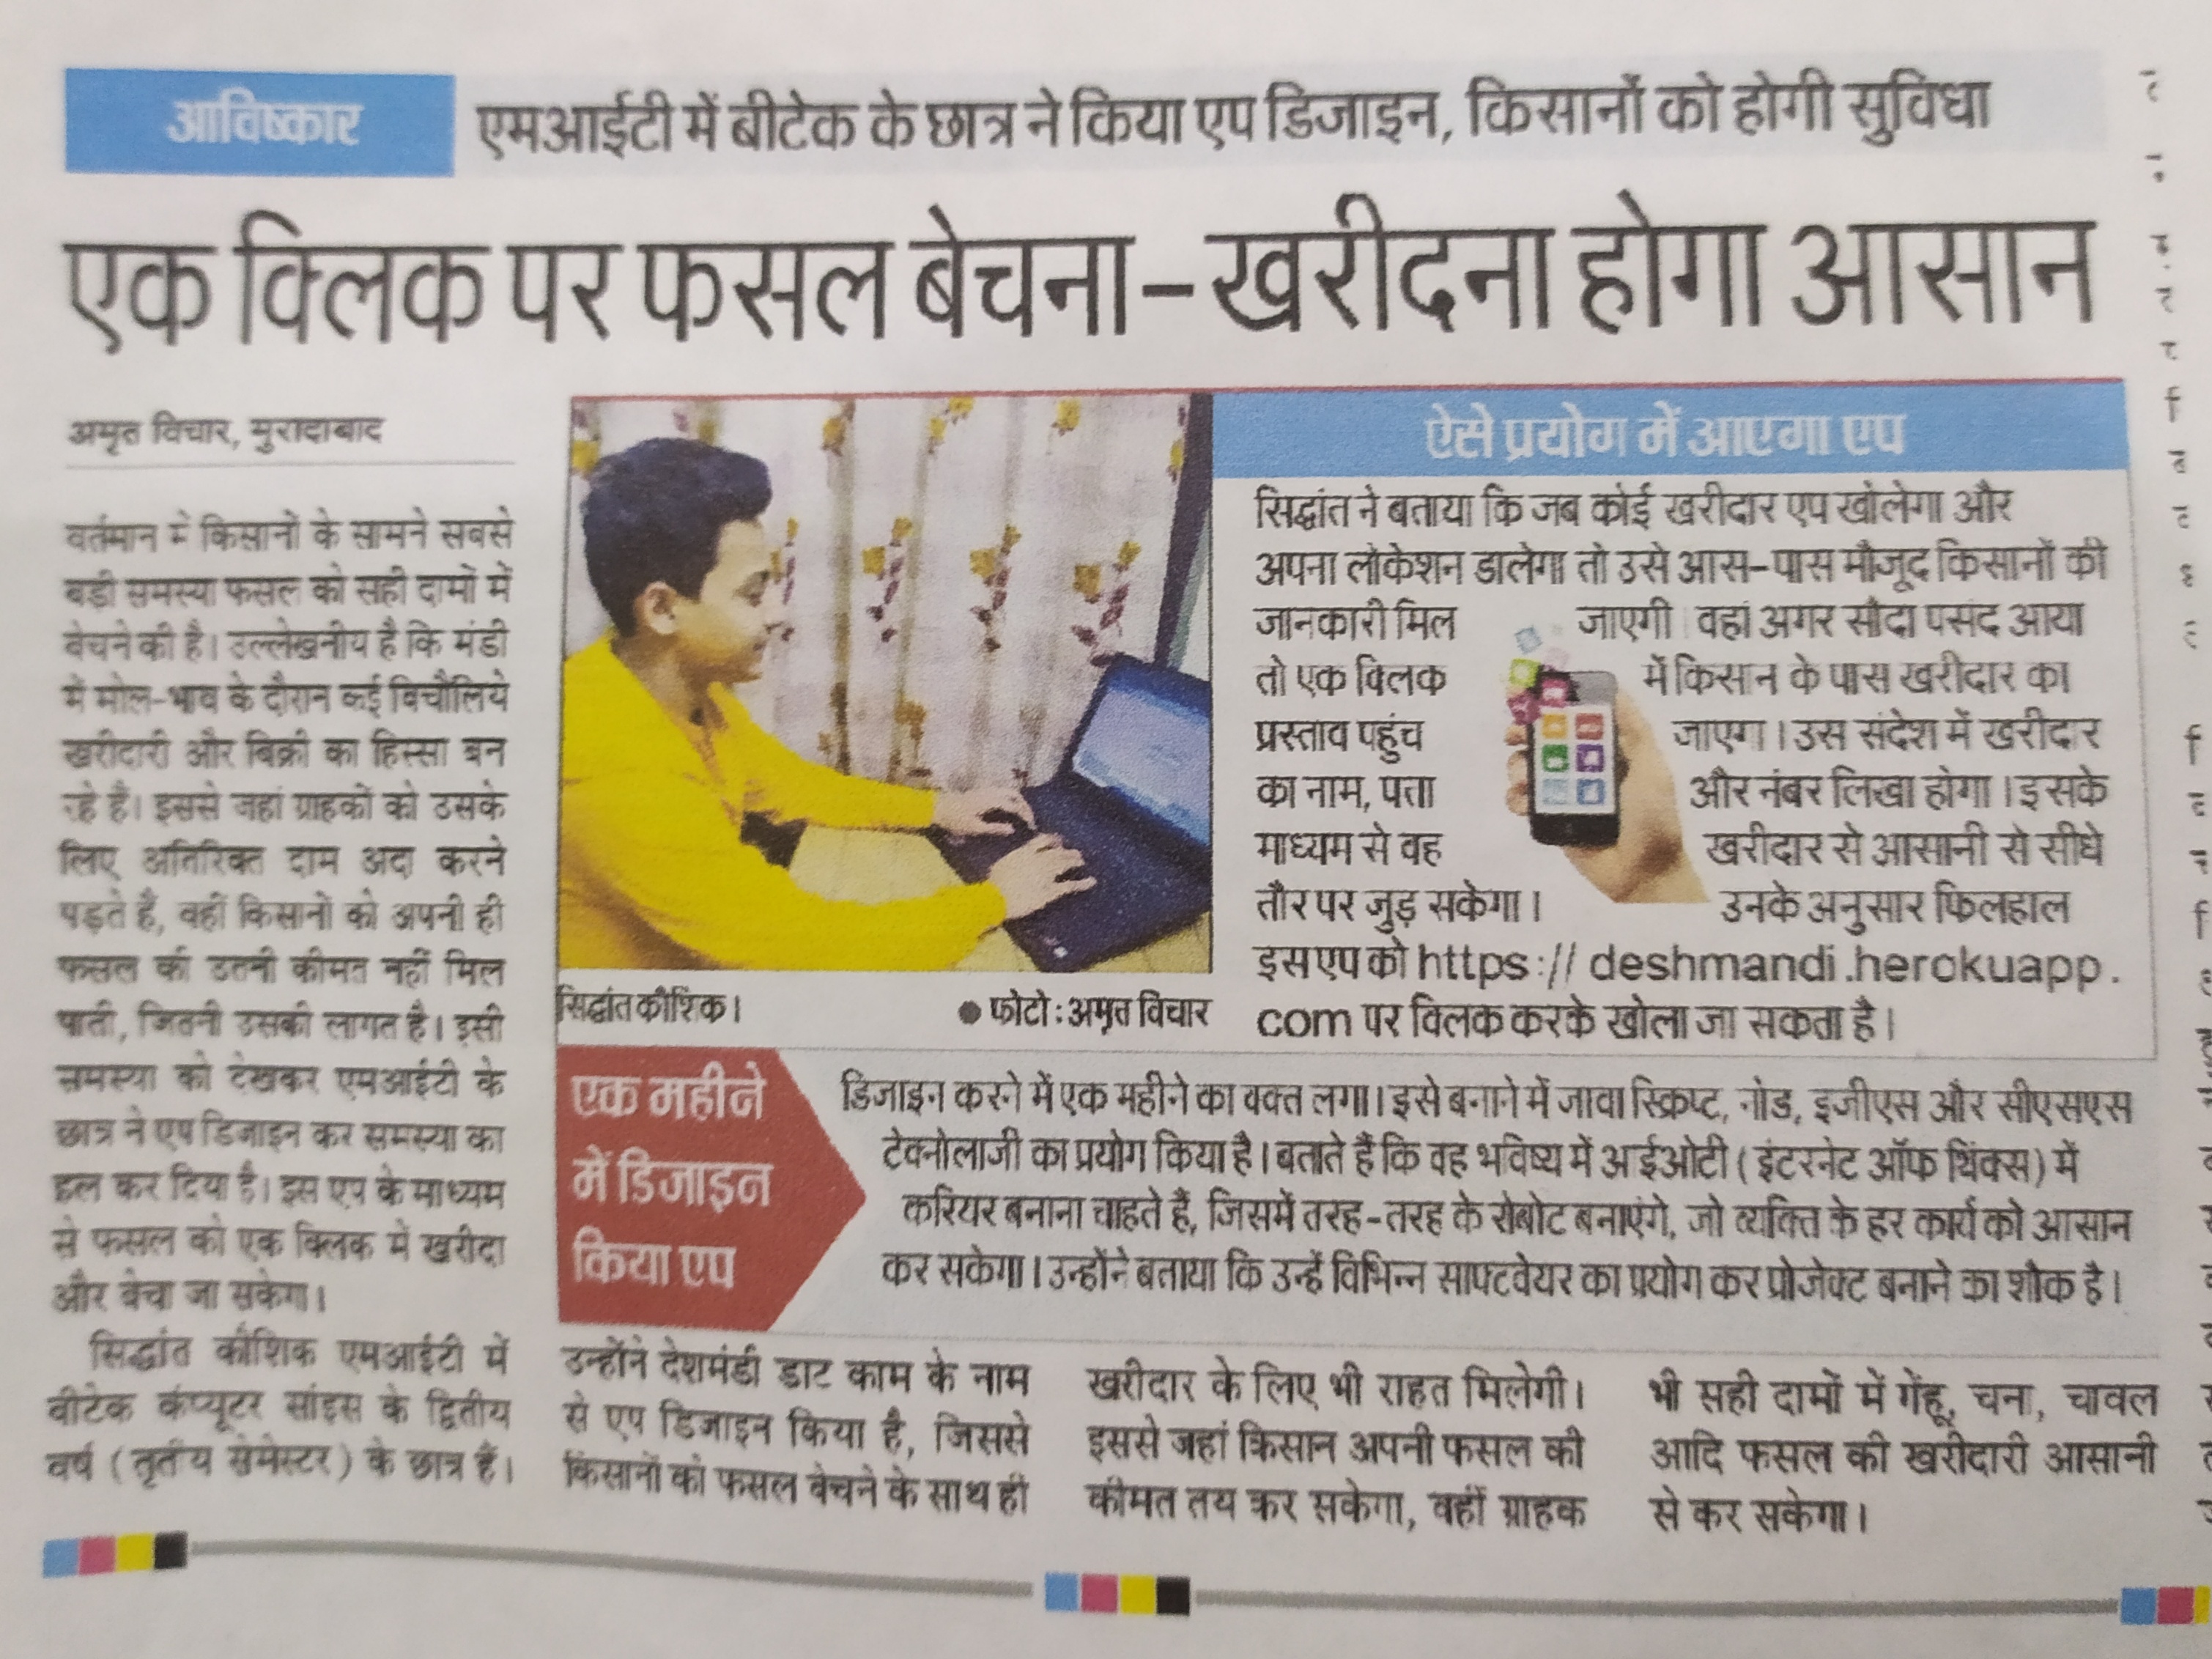 आविष्कार
एमआईटी में बीटेक के छात्र ने किया एप डिजाइन, किसानों को होगी सुविधा
एक क्लिक पर फसल बेचना-खरीदना होगा आसान
अमृत विचार, मुरादाबाद
वर्तमान में किसानों के सामने सबसे
बड़ी समस्या फसल को सही दामों में
बेचने की है। उल्लेखनीय है कि मंडी
में मोल-भाव के दौरान कई बिचौलिये
खरीदारी और बिक्री का हिस्सा बन
रहे है। इससे जहां ग्राहकों को उसके
लिए अतिरिक्त दाम अदा करने
पड़ते है, वहीं किसानों को अपनी ही
फसल की उतनी कीमत नहीं मिल
पाती, जितनी उसकी लागत है। इसी
समस्या को देखकर एमआईटी के
छात्र ने एप डिजाइन कर समस्या का
हल कर दिया है। इस एप के माध्यम
से फसल को एक क्लिक में खरीदा
और बेचा जा सकेगा।
सिद्धांत कौशिक एमआईटी में
बीटेक कंप्यूटर साइंस के द्वितीय
वर्ष (तृतीय सेमेस्टर) के छात्र है।
सिद्धांत कौशिक।
● फोटो : अमृत विचार
ऐसे प्रयोग में आएगा एप
सिद्धांत ने बताया कि जब कोई खरीदार एप खोलेगा और
अपना लोकेशन डालेगा तो उसे आस-पास मौजूद किसानों की
जानकारी मिल जाएगी वहां अगर सौदा पसंद आया
तो एक क्लिक में किसान के पास खरीदार का
प्रस्ताव पहुंच जाएगा। उस संदेश में खरीदार
का नाम, पता और नंबर लिखा होगा। इसके
माध्यम से वह खरीदार से आसानी से सीधे
तौर पर जुड़ सकेगा। उनके अनुसार फिलहाल
इस एप को https:// deshmandi.herokuapp.
com पर क्लिक करके खोला जा सकता है।
एक महीने
में डिजाइन
किया एप
डिजाइन करने में एक महीने का वक्त लगा। इसे बनाने में जावा स्क्रिप्ट, नोड, इजीएस और सीएसएस
टेक्नोलाजी का प्रयोग किया है। बताते हैं कि वह भविष्य में आईओटी (इंटरनेट ऑफ थिंक्स) में
करियर बनाना चाहते हैं, जिसमें तरह-तरह के रोबोट बनाएंगे, जो व्यक्ति के हर कार्य को आसान
कर सकेगा। उन्होंने बताया कि उन्हें विभिन्न साफ्टवेयर का प्रयोग कर प्रोजेक्ट बनाने का शौक है।
उन्होंने देशमंडी डाट काम के नाम
से एप डिजाइन किया है, जिससे
किसानों को फसल बेचने के साथ ही
खरीदार के लिए भी राहत मिलेगी।
इससे जहां किसान अपनी फसल की
कीमत तय कर सकेगा, वहीं ग्राहक
भी सही दामों में गेंहू, चना, चावल
आदि फसल की खरीदारी आसानी
से कर सकेगा।